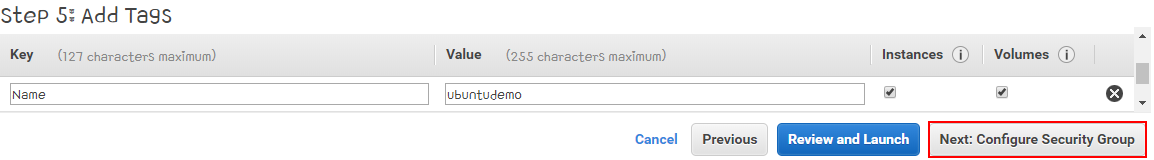 Step 5: Add Tags
Key (127 characters maximum) Value (255 characters maximum) Instances i Volumes i
Name ubuntudemo
Cancel Previous Review and Launch Next: Configure Security Group